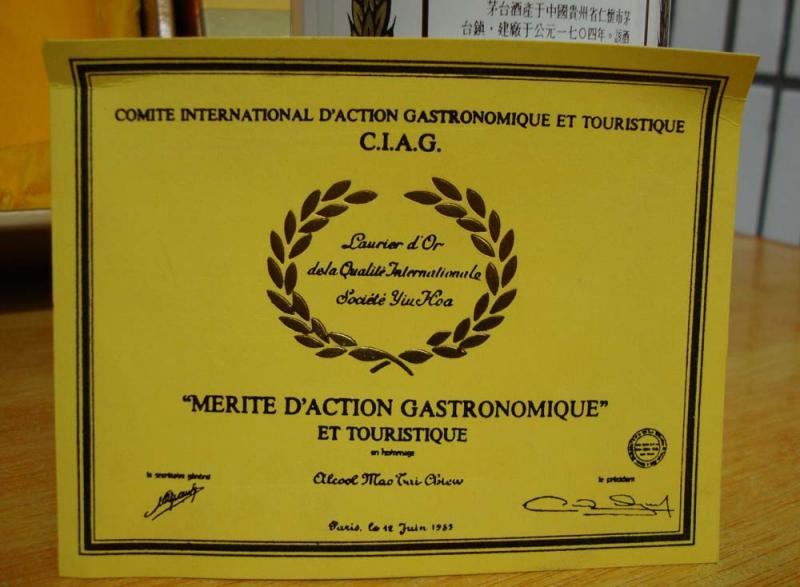 茅台酒產于中國貴州省仁懷市茅
台鎮，建廠于公元一七〇四年。該酒
COMITE INTERNATIONAL D'ACTION GASTRONOMIQUE ET TOURISTIQUE
C.I.A.G.
Laurier d'Or
de la Qualité Internationale
Société Yiu Hoa
"MERITE D'ACTION GASTRONOMIQUE"
ET TOURISTIQUE
en hommage
le secrétaire général
le président
Alcool Mao Tai
Paris, le 12 Juin 1985